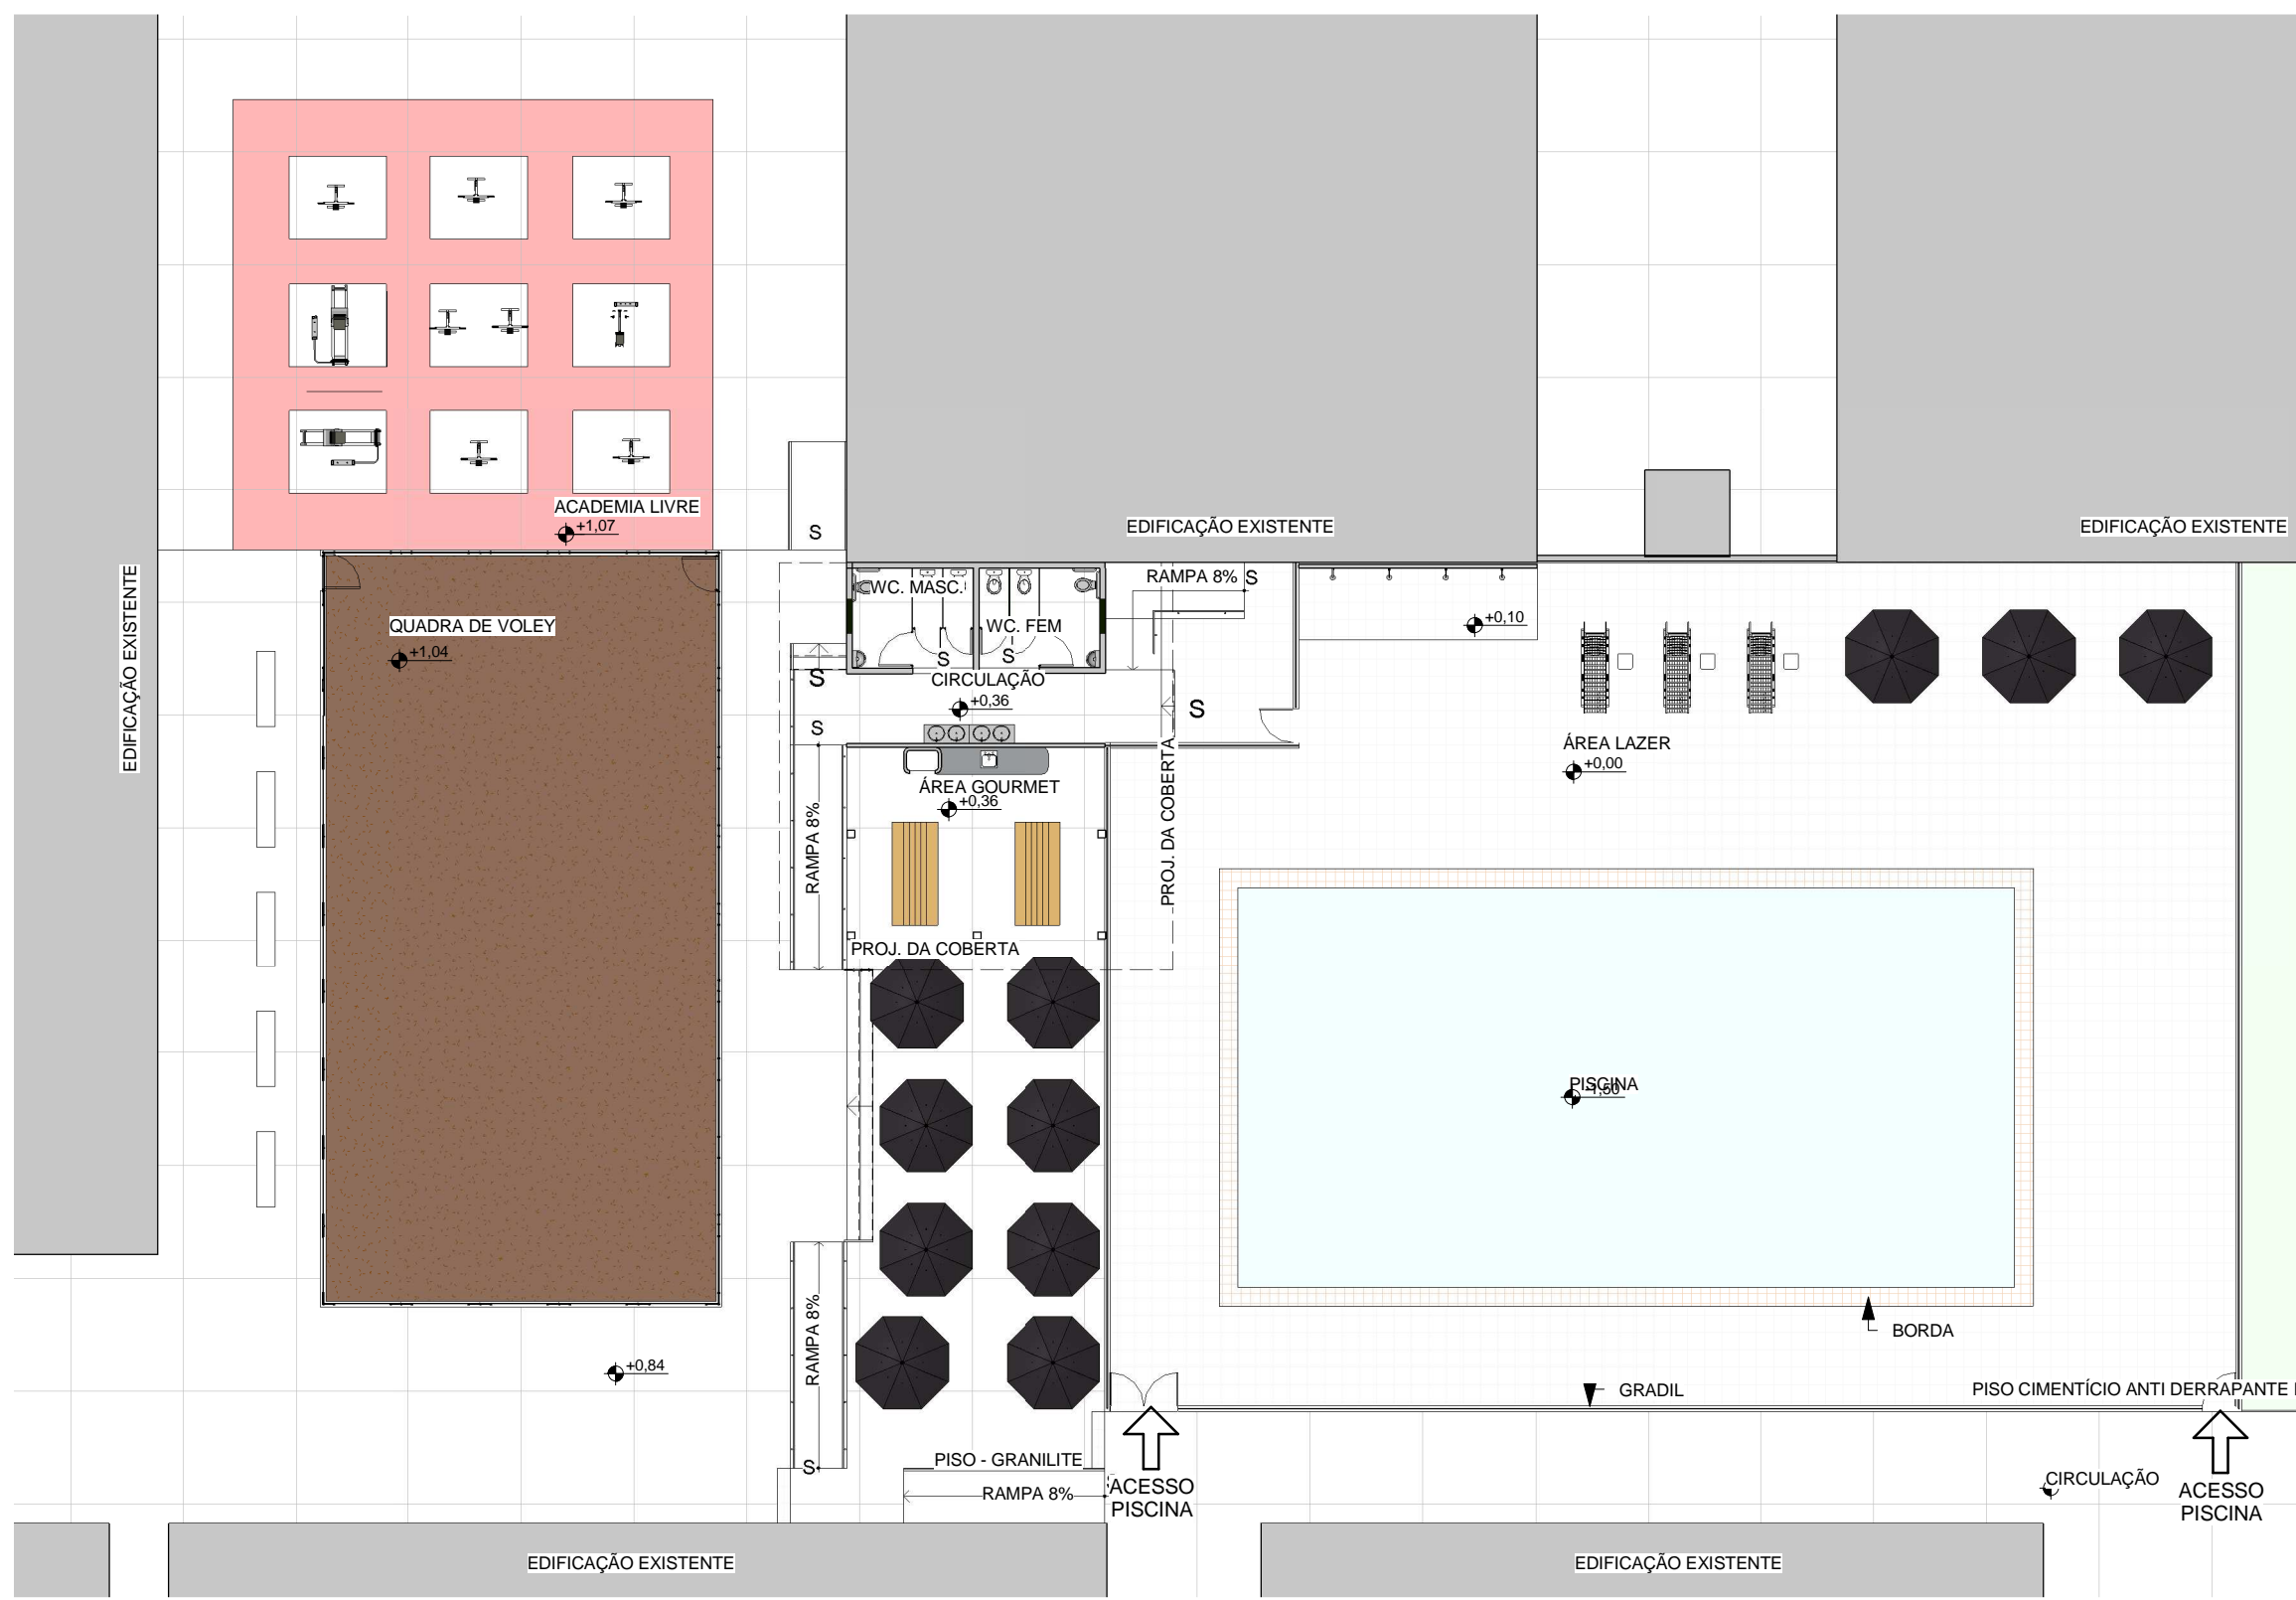 ACADEMIA LIVRE
+1,07
S
EDIFICAÇÃO EXISTENTE
EDIFICAÇÃO EXISTENTE
EDIFICAÇÃO EXISTENTE
QUADRA DE VOLEY
+1,04
WC. MASC.
WC. FEM
S
S
RAMPA 8%
S
+0,10
S
CIRCULAÇÃO
+0,36
S
S
ÁREA LAZER
+0,00
ÁREA GOURMET
+0,36
RAMPA 8%
PROJ. DA COBERTA
PROJ. DA COBERTA
PISCINA
-1,50
BORDA
RAMPA 8%
+0,84
GRADIL
PISO CIMENTÍCIO ANTI DERRAPANTE
S
PISO - GRANILITE
RAMPA 8%
ACESSO
PISCINA
CIRCULAÇÃO
ACESSO
PISCINA
EDIFICAÇÃO EXISTENTE
EDIFICAÇÃO EXISTENTE